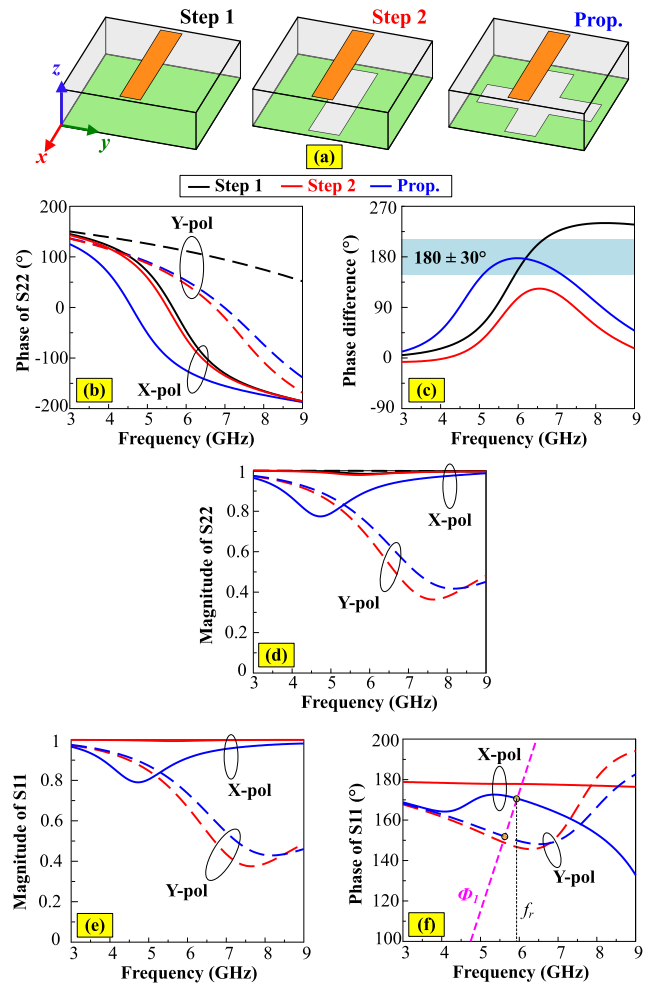 Step 1
Step 2
Prop.
z
y
x
(a)
Step 1 Step 2 Prop.
Phase of S22 (°)
200
100
0
-100
-200
Y-pol
X-pol
(b)
3 4 5 6 7 8 9
Frequency (GHz)
Phase difference (°)
270
180
90
0
-90
180 ± 30°
(c)
3 4 5 6 7 8 9
Frequency (GHz)
Magnitude of S22
1
0.8
0.6
0.4
0.2
0
X-pol
Y-pol
(d)
3 4 5 6 7 8 9
Frequency (GHz)
Magnitude of S11
1
0.8
0.6
0.4
0.2
0
X-pol
Y-pol
(e)
3 4 5 6 7 8 9
Frequency (GHz)
Phase of S11 (°)
200
180
160
140
120
100
X-pol
Y-pol
Φ1
fr
(f)
3 4 5 6 7 8 9
Frequency (GHz)